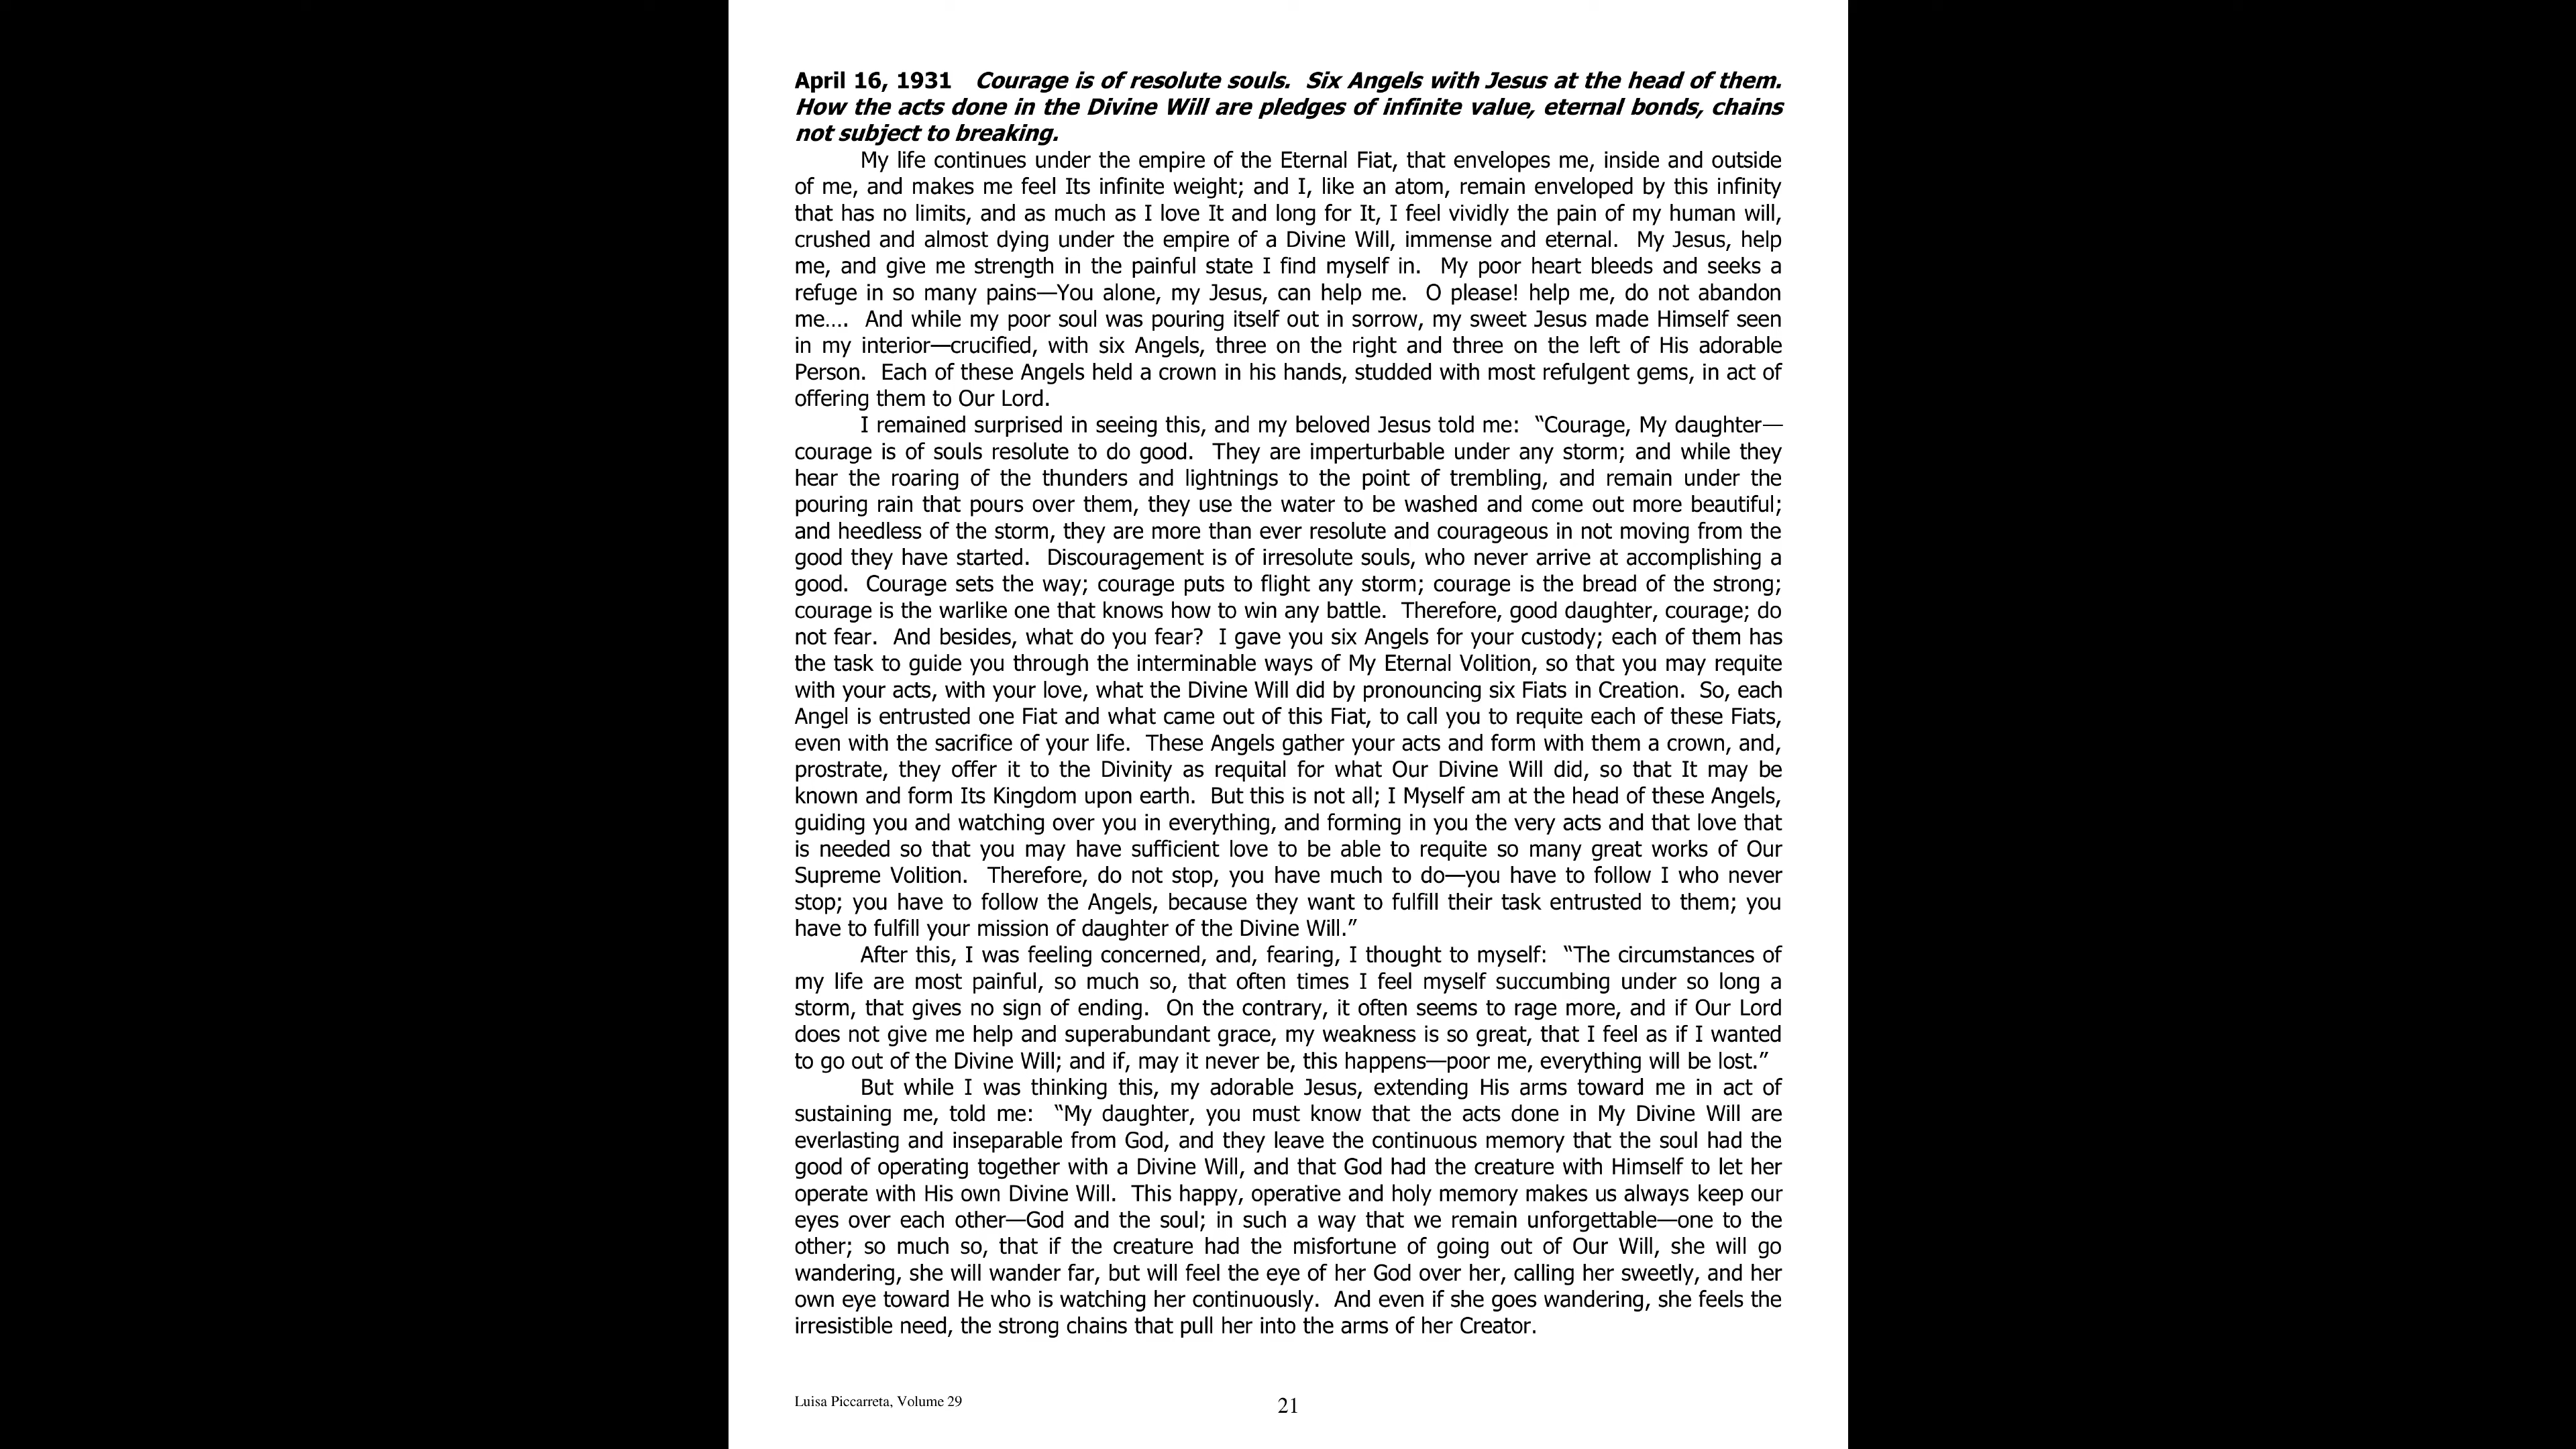 April 16, 1931   Courage is of resolute souls.  Six Angels with Jesus at the head of them.
How the acts done in the Divine Will are pledges of infinite value, eternal bonds, chains
not subject to breaking.
My life continues under the empire of the Eternal Fiat, that envelopes me, inside and outside
of me, and makes me feel Its infinite weight; and I, like an atom, remain enveloped by this infinity
that has no limits, and as much as I love It and long for It, I feel vividly the pain of my human will,
crushed and almost dying under the empire of a Divine Will, immense and eternal.  My Jesus, help
me, and give me strength in the painful state I find myself in.  My poor heart bleeds and seeks a
refuge in so many pains—You alone, my Jesus, can help me.  O please! help me, do not abandon
me....  And while my poor soul was pouring itself out in sorrow, my sweet Jesus made Himself seen
in my interior—crucified, with six Angels, three on the right and three on the left of His adorable
Person.  Each of these Angels held a crown in his hands, studded with most refulgent gems, in act of
offering them to Our Lord.
I remained surprised in seeing this, and my beloved Jesus told me:  “Courage, My daughter—
courage is of souls resolute to do good.  They are imperturbable under any storm; and while they
hear the roaring of the thunders and lightnings to the point of trembling, and remain under the
pouring rain that pours over them, they use the water to be washed and come out more beautiful;
and heedless of the storm, they are more than ever resolute and courageous in not moving from the
good they have started.  Discouragement is of irresolute souls, who never arrive at accomplishing a
good.  Courage sets the way; courage puts to flight any storm; courage is the bread of the strong;
courage is the warlike one that knows how to win any battle.  Therefore, good daughter, courage; do
not fear.  And besides, what do you fear?  I gave you six Angels for your custody; each of them has
the task to guide you through the interminable ways of My Eternal Volition, so that you may requite
with your acts, with your love, what the Divine Will did by pronouncing six Fiats in Creation.  So, each
Angel is entrusted one Fiat and what came out of this Fiat, to call you to requite each of these Fiats,
even with the sacrifice of your life.  These Angels gather your acts and form with them a crown, and,
prostrate, they offer it to the Divinity as requital for what Our Divine Will did, so that It may be
known and form Its Kingdom upon earth.  But this is not all; I Myself am at the head of these Angels,
guiding you and watching over you in everything, and forming in you the very acts and that love that
is needed so that you may have sufficient love to be able to requite so many great works of Our
Supreme Volition.  Therefore, do not stop, you have much to do—you have to follow I who never
stop; you have to follow the Angels, because they want to fulfill their task entrusted to them; you
have to fulfill your mission of daughter of the Divine Will.”
After this, I was feeling concerned, and, fearing, I thought to myself:  “The circumstances of
my life are most painful, so much so, that often times I feel myself succumbing under so long a
storm, that gives no sign of ending.  On the contrary, it often seems to rage more, and if Our Lord
does not give me help and superabundant grace, my weakness is so great, that I feel as if I wanted
to go out of the Divine Will; and if, may it never be, this happens—poor me, everything will be lost.”
But while I was thinking this, my adorable Jesus, extending His arms toward me in act of
sustaining me, told me:  “My daughter, you must know that the acts done in My Divine Will are
everlasting and inseparable from God, and they leave the continuous memory that the soul had the
good of operating together with a Divine Will, and that God had the creature with Himself to let her
operate with His own Divine Will.  This happy, operative and holy memory makes us always keep our
eyes over each other—God and the soul; in such a way that we remain unforgettable—one to the
other; so much so, that if the creature had the misfortune of going out of Our Will, she will go
wandering, she will wander far, but will feel the eye of her God over her, calling her sweetly, and her
own eye toward He who is watching her continuously.  And even if she goes wandering, she feels the
irresistible need, the strong chains that pull her into the arms of her Creator.
Luisa Piccarreta, Volume 29
21